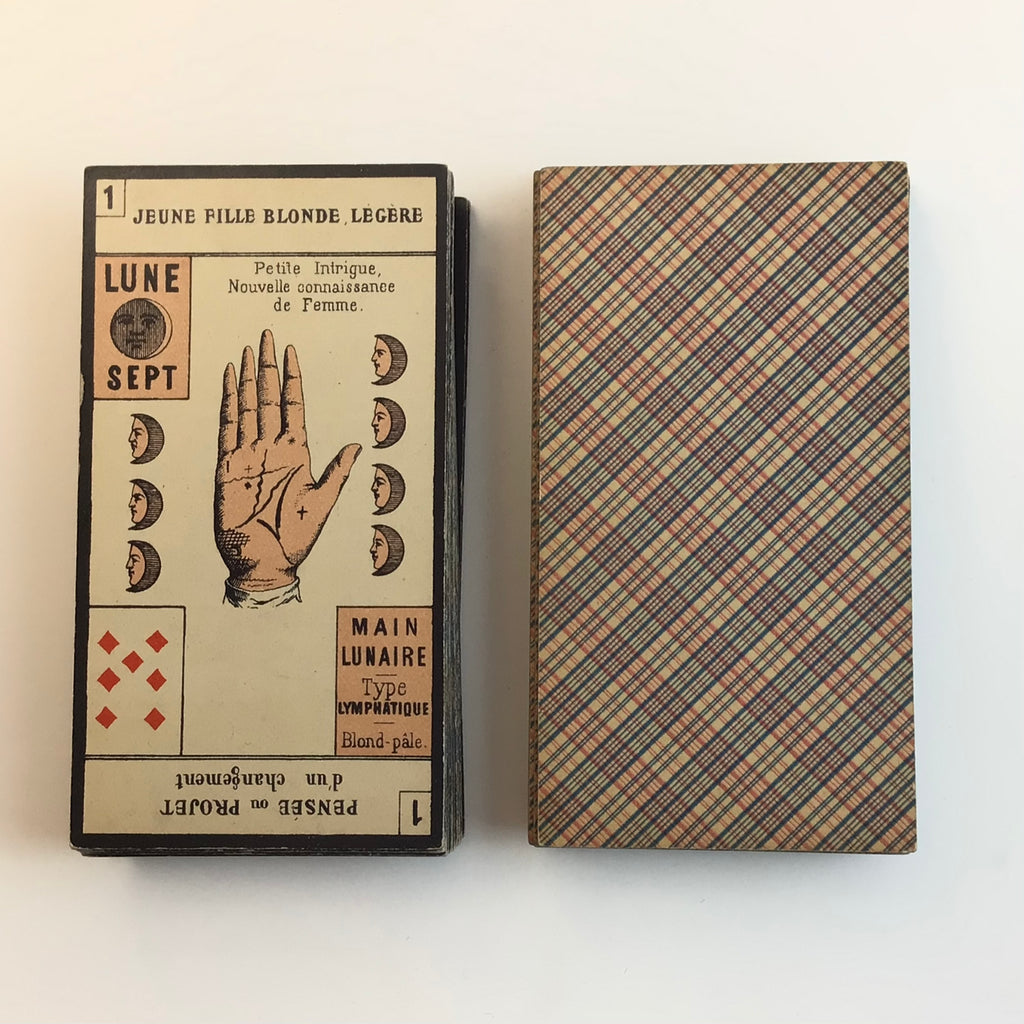 1
JEUNE FILLE BLONDE, LÉGÈRE
LUNE
SEPT
Petite Intrigue,
Nouvelle connaissance
de Femme.
MAIN
LUNAIRE
Type
LYMPHATIQUE
Blond-pâle.
PENSÉE ou PROJET
d'un changement
1